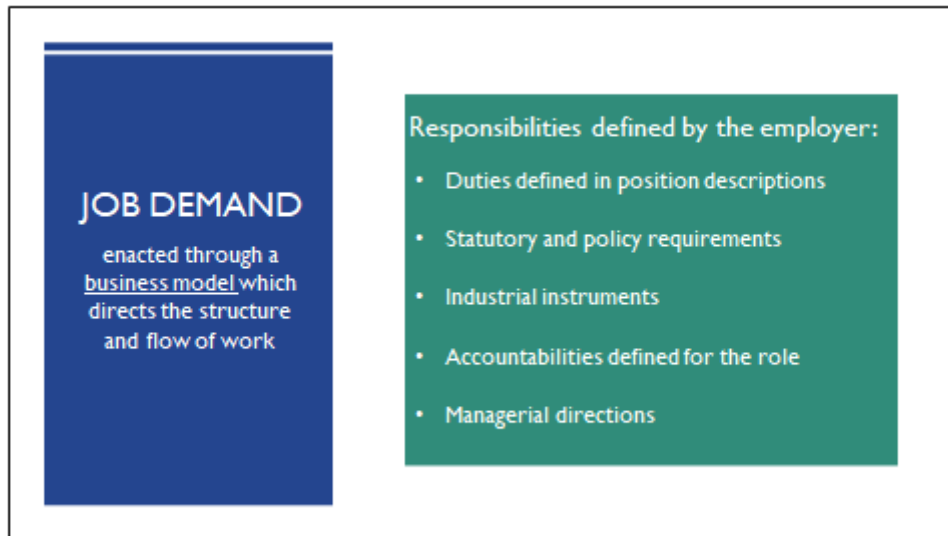 JOB DEMAND
enacted through a
business model which
directs the structure
and flow of work
Responsibilities defined by the employer:
• Duties defined in position descriptions
• Statutory and policy requirements
• Industrial instruments
• Accountabilities defined for the role
• Managerial directions